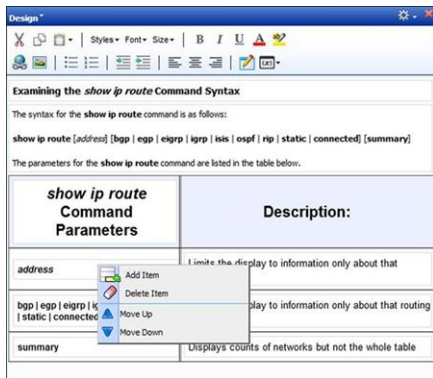 Design
Styles Font Size B I U A
Examining the show ip route Command Syntax
The syntax for the show ip route command is as follows:
show ip route [address] [bgp | egp | eigrp | igrp | isis | ospf | rip | static | connected] [summary]
The parameters for the show ip route command are listed in the table below.
show ip route
Command
Parameters
Description:
address
Limits the display to information only about that
Add Item
Delete Item
Move Up
Move Down
bgp | egp | eigrp |
| static | connected
play to information only about that routing
summary
Displays counts of networks but not the whole table